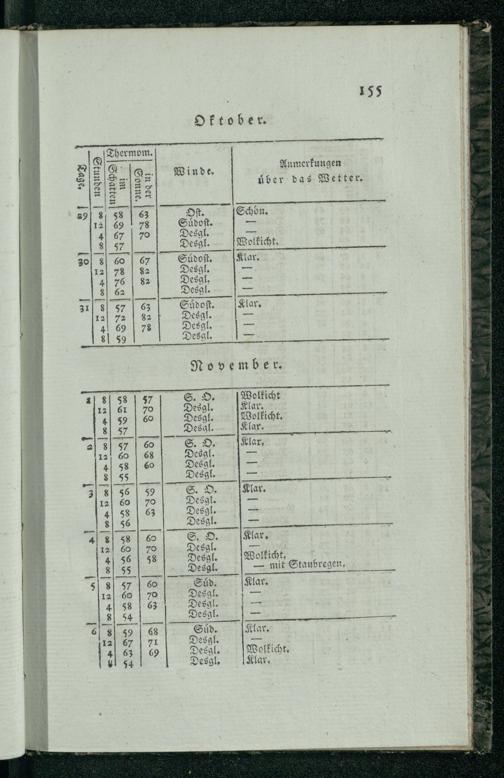 155
Oktober.
Tage. Stunden Thermom. im Schatten in der Sonne. Winde. Anmerkungen über das Wetter.
29 8 58 63 Ost. Schön.
12 69 78 Südost. —
4 67 70 Desgl. —
8 57 Desgl. Wolkicht.
30 8 60 67 Südost. Klar.
12 78 82 Desgl. —
4 76 82 Desgl. —
8 62 Desgl. —
31 8 57 63 Südost. Klar.
12 72 82 Desgl. —
4 69 78 Desgl. —
8 59 Desgl. —
November.
1 8 58 57 S. O. Wolkicht
12 61 70 Desgl. Klar.
4 59 60 Desgl. Wolkicht.
8 57 Desgl. Klar.
2 8 57 60 S. O. Klar.
12 60 68 Desgl. —
4 58 60 Desgl. —
8 55 Desgl. —
3 8 56 59 S. O. Klar.
12 60 70 Desgl. —
4 58 63 Desgl. —
8 56 Desgl. —
4 8 58 60 S. O. Klar.
12 60 70 Desgl. —
4 56 58 Desgl. Wolkicht.
8 55 Desgl. — mit Staubregen.
5 8 57 60 Süd. Klar.
12 60 70 Desgl. —
4 58 63 Desgl. —
8 54 Desgl. —
6 8 59 68 Süd. Klar.
12 67 71 Desgl. —
4 63 69 Desgl. Wolkicht.
8 54 Desgl. Klar.